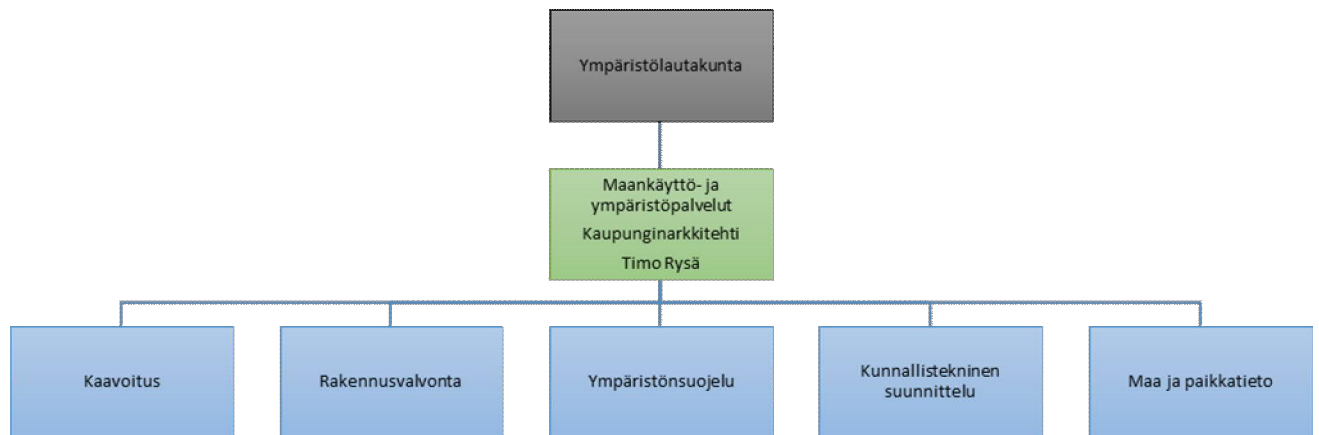 Ympäristölautakunta
Maankäyttö- ja
ympäristöpalvelut
Kaupunginarkkitehti
Timo Rysä
Kaavoitus
Rakennusvalvonta
Ympäristönsuojelu
Kunnallistekninen
suunnittelu
Maa ja paikkatieto